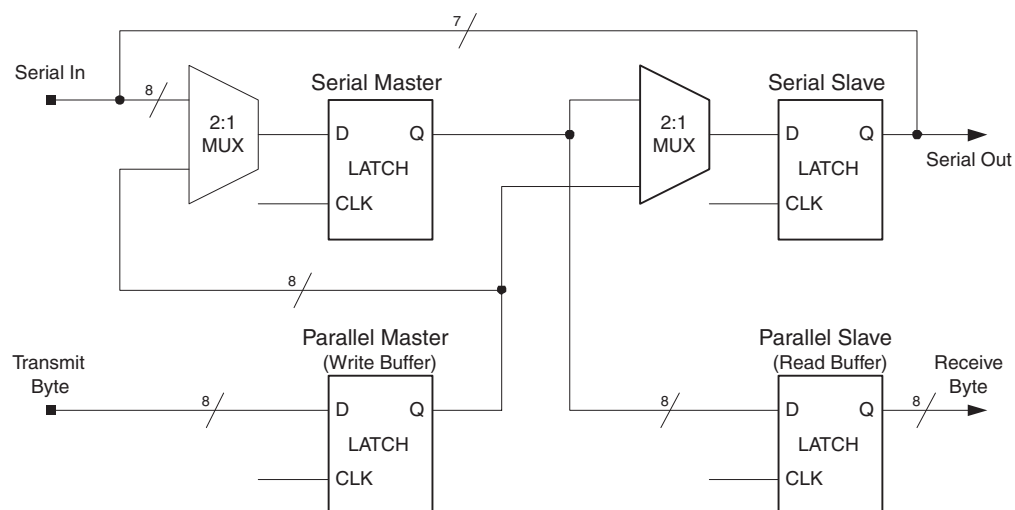 7
Serial In
8
2:1
MUX
Serial Master
D Q
LATCH
CLK
2:1
MUX
Serial Slave
D Q
LATCH
CLK
Serial Out
8
Transmit
Byte
8
Parallel Master
(Write Buffer)
D Q
LATCH
CLK
8
Parallel Slave
(Read Buffer)
D Q
LATCH
CLK
8
Receive
Byte